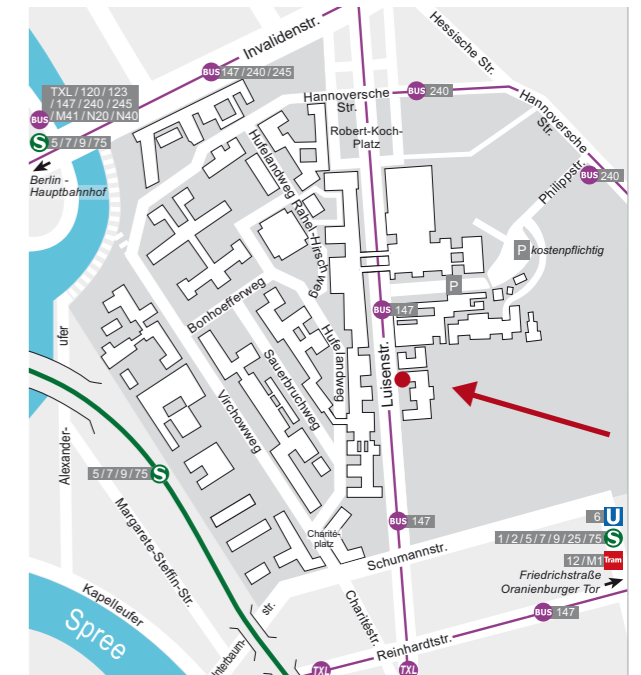 Invalidenstr.
Hessische Str.
BUS 147/240/245
TXL/120/123
/147/240/245
BUS /M41/N20/N40
S 5/7/9/75
Berlin -
Hauptbahnhof
Hannoversche
Str.
BUS 240
Hannoversche
Str.
Robert-Koch-
Platz
Philippstr.
BUS 240
Hufelandweg
Rahel-Hirsch weg
P kostenpflichtig
P
Bonhoefferweg
BUS 147
ufer
Alexander-
Hufelandweg
Sauerbruchweg
Luisenstr.
Virchowweg
5/7/9/75 S
Margarete-Steffin-Str.
BUS 147
6 U
1/2/5/7/9/25/75 S
12/M1 Tram
Friedrichstraße
Oranienburger Tor
Charité-
platz
Schumannstr.
Kapelleufer
Spree
str.
Interbaum-
Charitéstr.
BUS 147
Reinhardtstr.
TXL
TXL